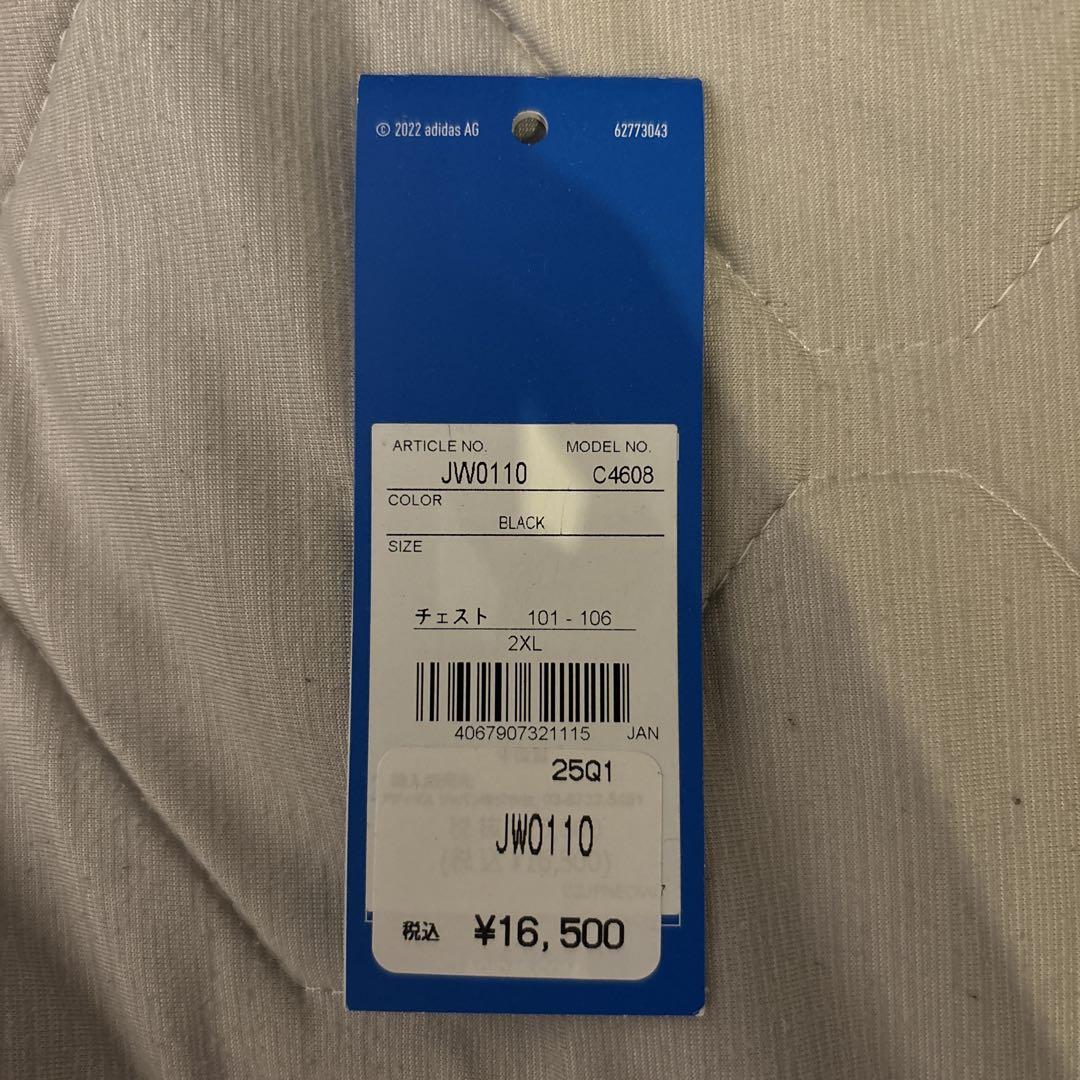 © 2022 adidas AG 62773043
ARTICLE NO. MODEL NO.
JW0110 C4608
COLOR
BLACK
SIZE
チェスト 101 - 106
2XL
4067907321115 JAN
25Q1
JW0110
税込 ¥16,500